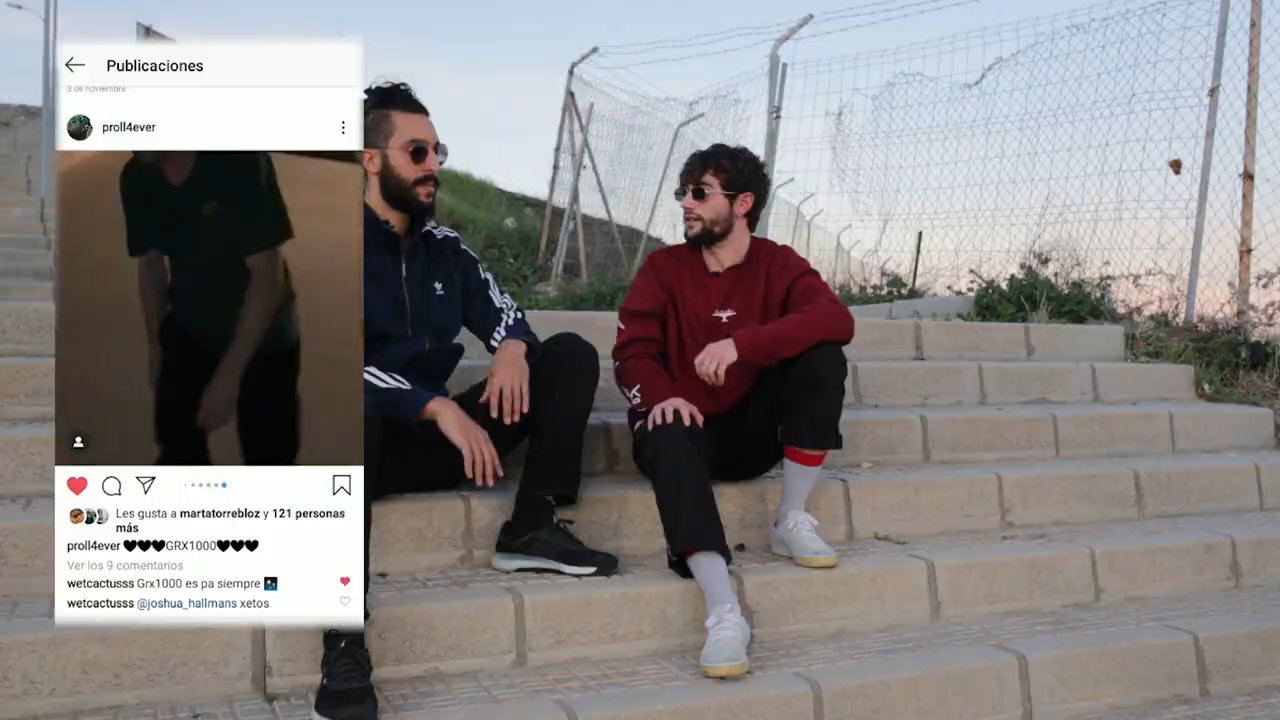 Publicaciones
3 de noviembre
proll4ever
Les gusta a martatorrebloz y 121 personas
más
proll4ever 🖤🖤🖤GRX1000🖤🖤🖤
Ver los 9 comentarios
wetcactusss Grx1000 es pa siempre 🌃
wetcactusss @joshua_hallmans xetos